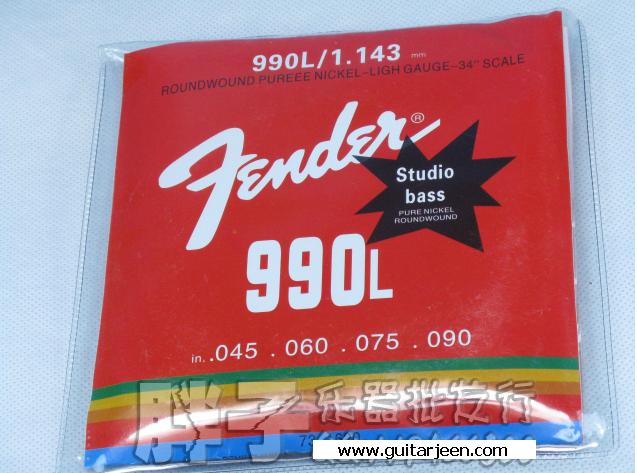 990L/1.143 mm
ROUNDWOUND PUREEE NICKEL-LIGH GAUGE-34" SCALE
Fender®
Studio
bass
PURE NICKEL
ROUNDWOUND
990L
in. .045 . 060 . 075 . 090
胖子乐器批发行
www.guitarjeen.com